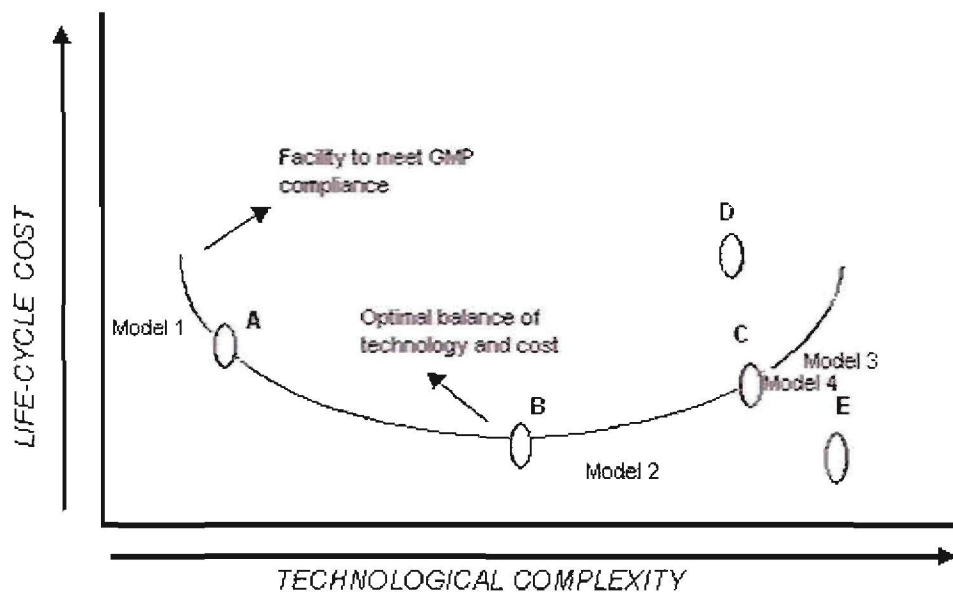 LIFE-CYCLE COST
Facility to meet GMP
compliance
D
Model 1
A
Optimal balance of
technology and cost
C
Model 3
Model 4
B
E
Model 2
TECHNOLOGICAL COMPLEXITY